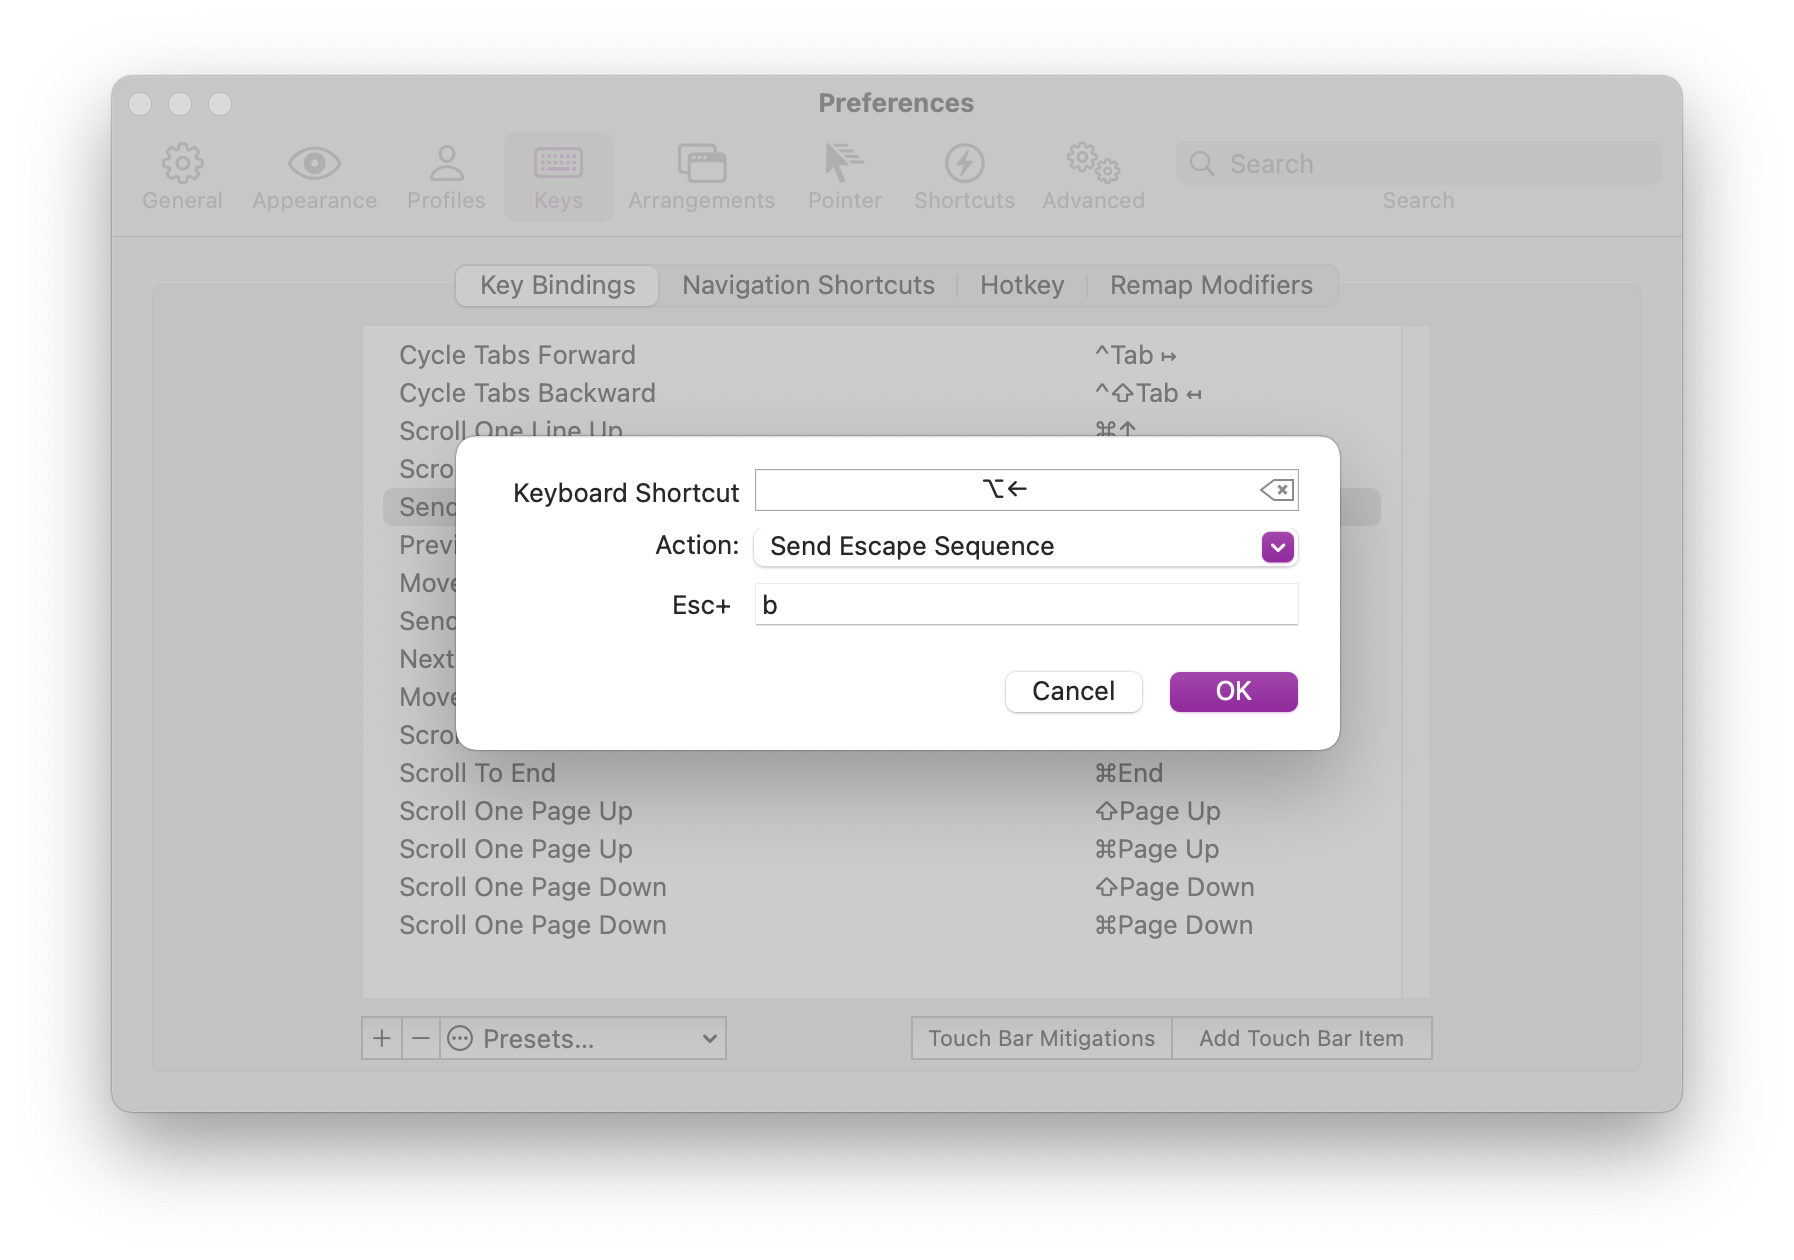 Preferences
General Appearance Profiles Keys Arrangements Pointer Shortcuts Advanced Search
Search
Key Bindings Navigation Shortcuts Hotkey Remap Modifiers
Cycle Tabs Forward ^Tab ↦
Cycle Tabs Backward ^⇧Tab ↤
Scroll One Line Up ⌘↑
Scro
Send
Previ
Move
Send
Next
Move
Scrol
Keyboard Shortcut ⌥←
Action: Send Escape Sequence
Esc+ b
Cancel OK
Scroll To End ⌘End
Scroll One Page Up ⇧Page Up
Scroll One Page Up ⌘Page Up
Scroll One Page Down ⇧Page Down
Scroll One Page Down ⌘Page Down
+ − Presets... Touch Bar Mitigations Add Touch Bar Item